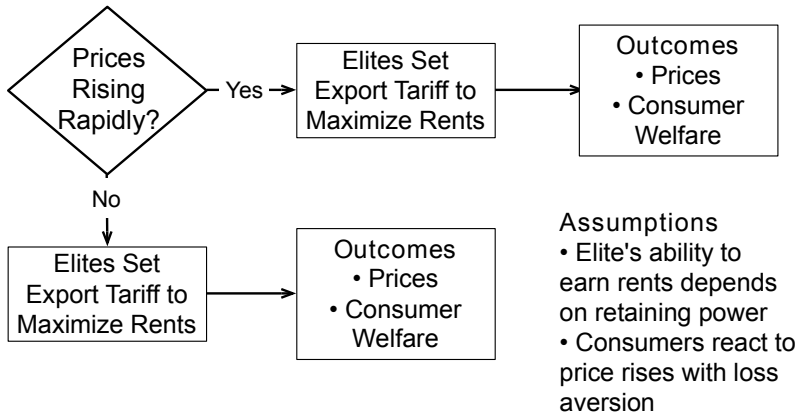 Prices
Rising
Rapidly?
Yes
Elites Set
Export Tariff to
Maximize Rents
Outcomes
• Prices
• Consumer
Welfare
No
Elites Set
Export Tariff to
Maximize Rents
Outcomes
• Prices
• Consumer
Welfare
Assumptions
• Elite's ability to
earn rents depends
on retaining power
• Consumers react to
price rises with loss
aversion